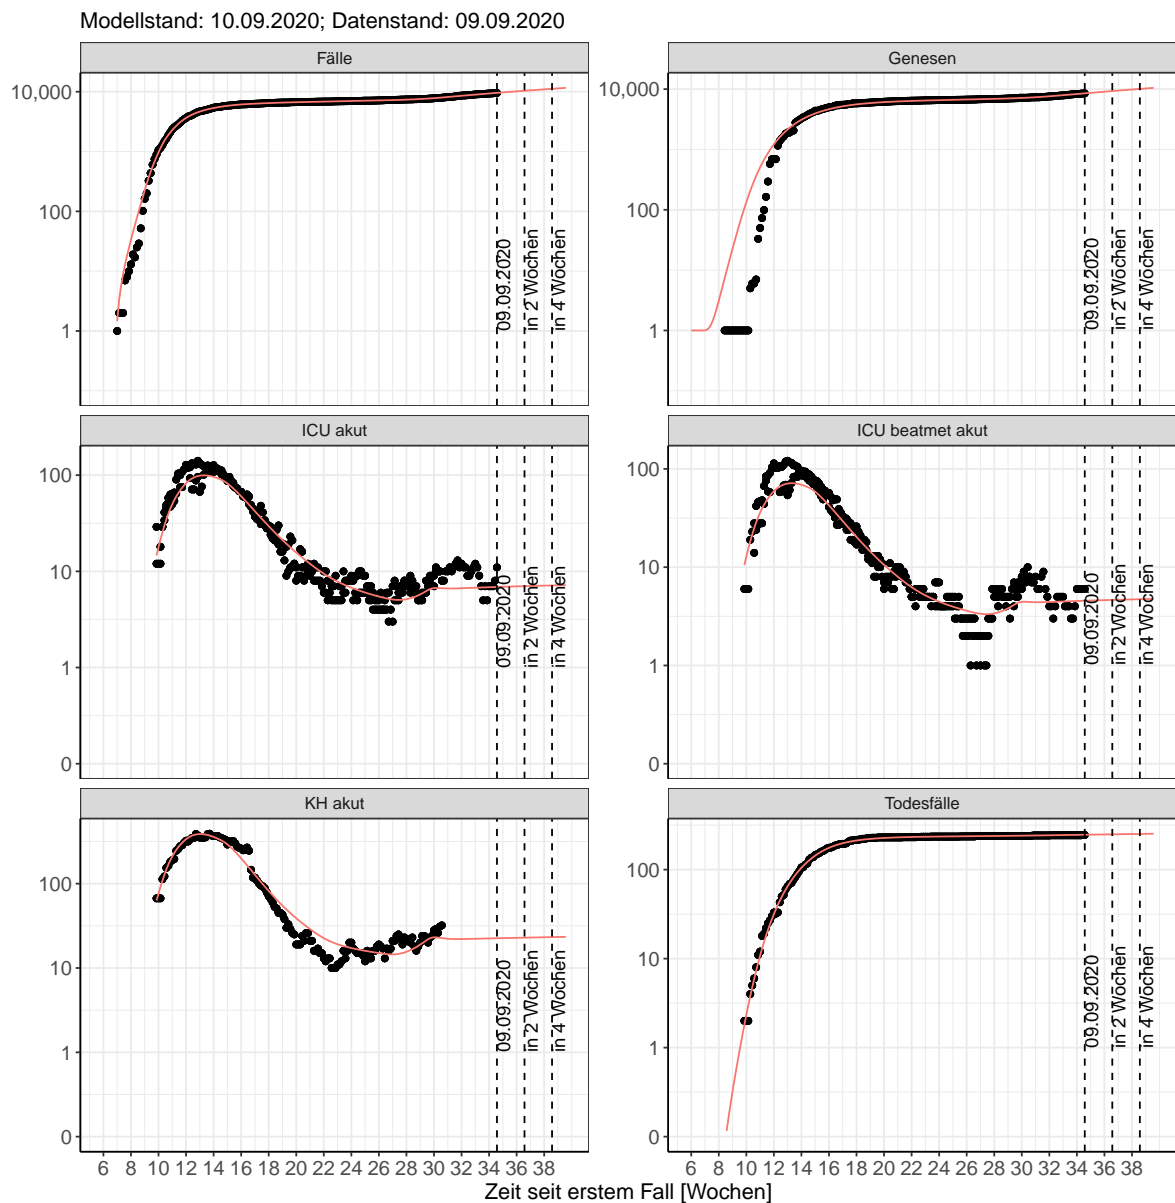 Modellstand: 10.09.2020; Datenstand: 09.09.2020
Fälle
Genesen
10,000
100
1
09.09.2020
in 2 Wochen
in 4 Wochen
10,000
100
1
09.09.2020
in 2 Wochen
in 4 Wochen
ICU akut
ICU beatmet akut
100
10
1
0
09.09.2020
in 2 Wochen
in 4 Wochen
100
10
1
0
09.09.2020
in 2 Wochen
in 4 Wochen
KH akut
Todesfälle
100
10
1
0
09.09.2020
in 2 Wochen
in 4 Wochen
100
10
1
0
09.09.2020
in 2 Wochen
in 4 Wochen
6 8 10 12 14 16 18 20 22 24 26 28 30 32 34 36 38
6 8 10 12 14 16 18 20 22 24 26 28 30 32 34 36 38
Zeit seit erstem Fall [Wochen]